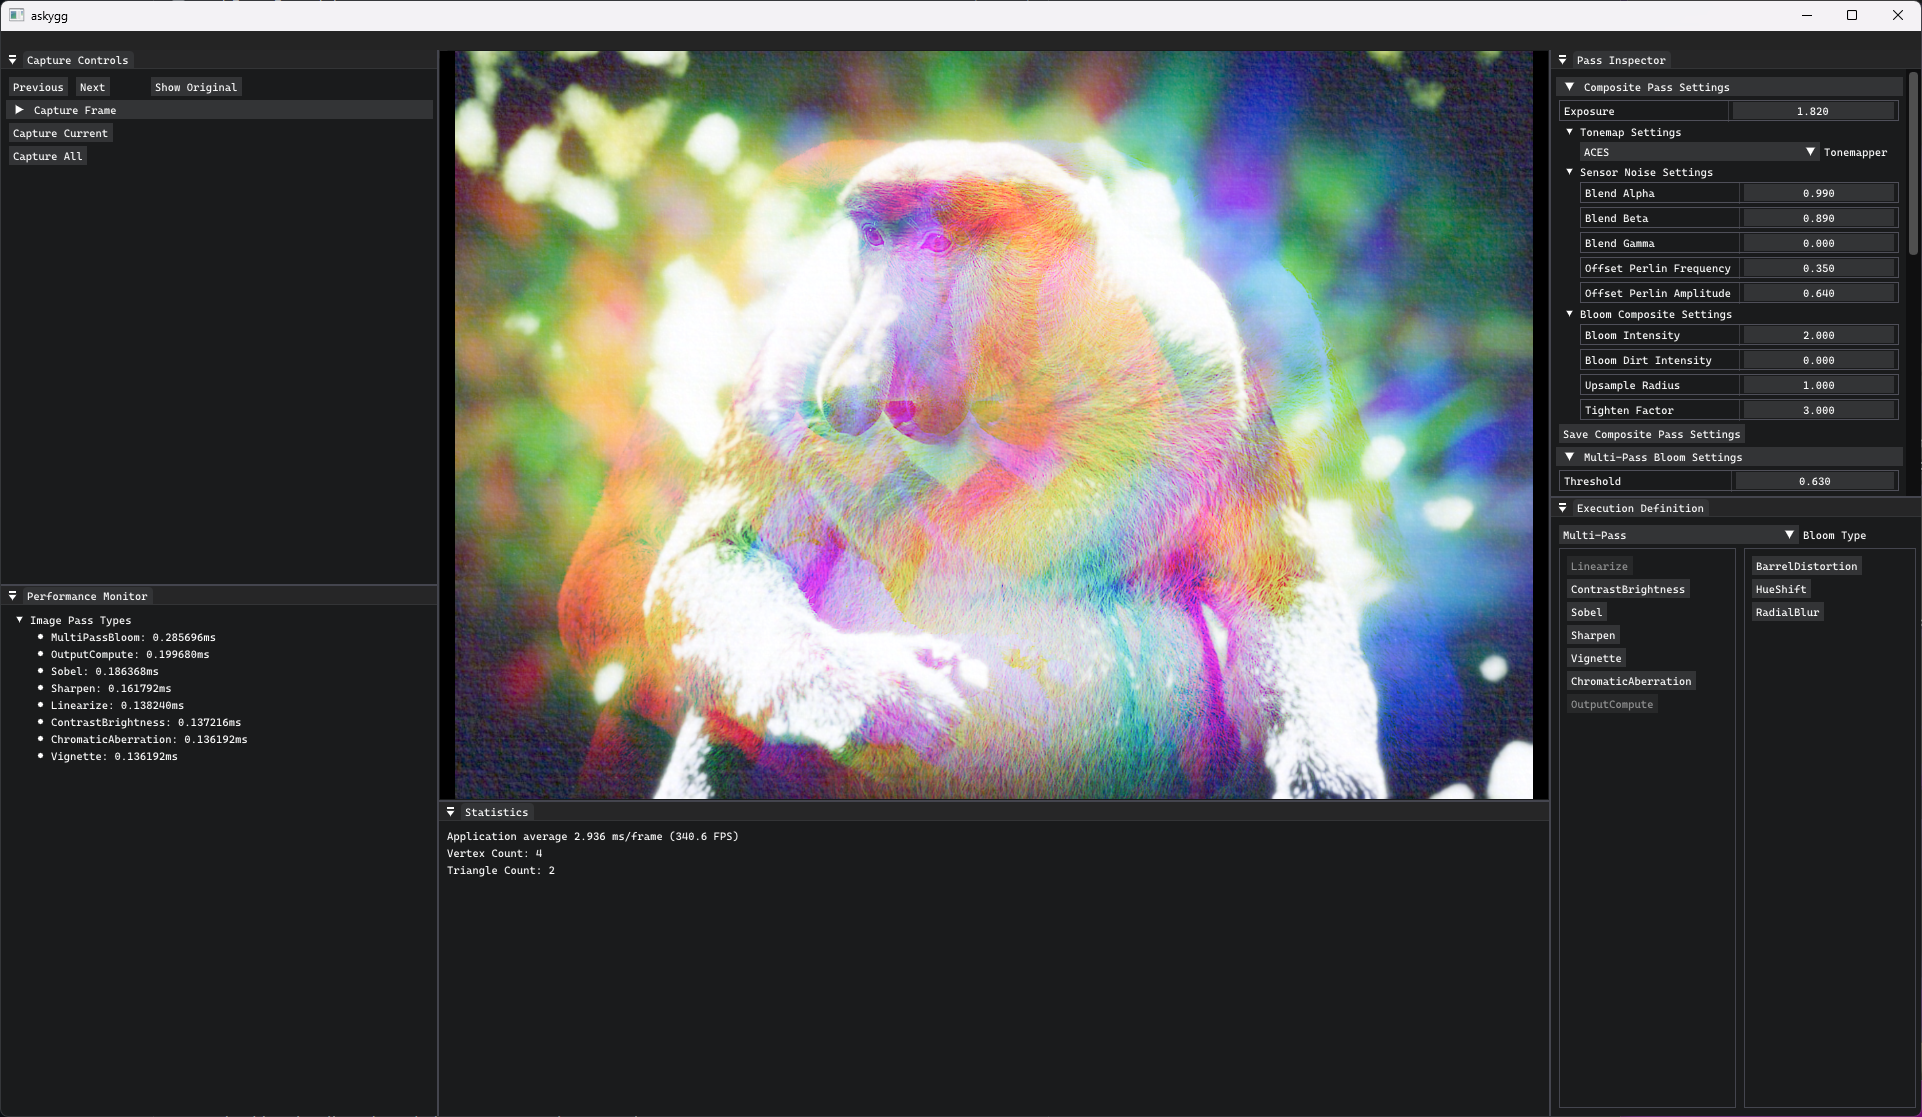 askygg
Capture Controls
Previous Next Show Original
Capture Frame
Capture Current
Capture All
Performance Monitor
Image Pass Types
MultiPassBloom: 0.285696ms
OutputCompute: 0.199680ms
Sobel: 0.186368ms
Sharpen: 0.161792ms
Linearize: 0.138240ms
ContrastBrightness: 0.137216ms
ChromaticAberration: 0.136192ms
Vignette: 0.136192ms
Statistics
Application average 2.936 ms/frame (340.6 FPS)
Vertex Count: 4
Triangle Count: 2
Pass Inspector
Composite Pass Settings
Exposure 1.820
Tonemap Settings
ACES Tonemapper
Sensor Noise Settings
Blend Alpha 0.990
Blend Beta 0.890
Blend Gamma 0.000
Offset Perlin Frequency 0.350
Offset Perlin Amplitude 0.640
Bloom Composite Settings
Bloom Intensity 2.000
Bloom Dirt Intensity 0.000
Upsample Radius 1.000
Tighten Factor 3.000
Save Composite Pass Settings
Multi-Pass Bloom Settings
Threshold 0.630
Execution Definition
Multi-Pass Bloom Type
Linearize
ContrastBrightness
Sobel
Sharpen
Vignette
ChromaticAberration
OutputCompute
BarrelDistortion
HueShift
RadialBlur